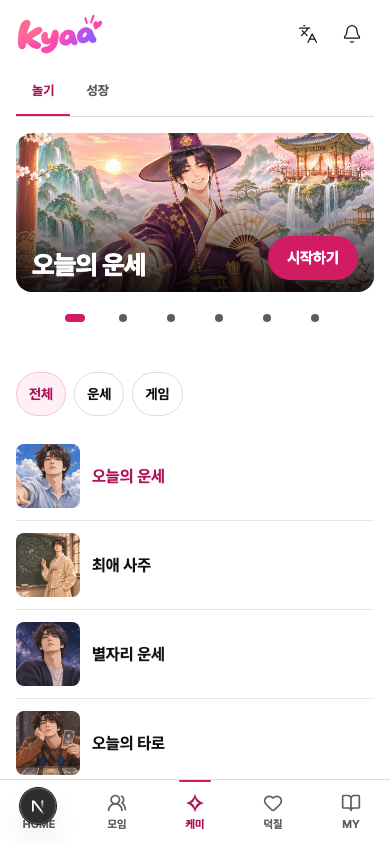 kyaa
놀기
성장
오늘의 운세
시작하기
전체
운세
게임
오늘의 운세
최애 사주
별자리 운세
오늘의 타로
N
HOME
모임
케미
덕질
MY